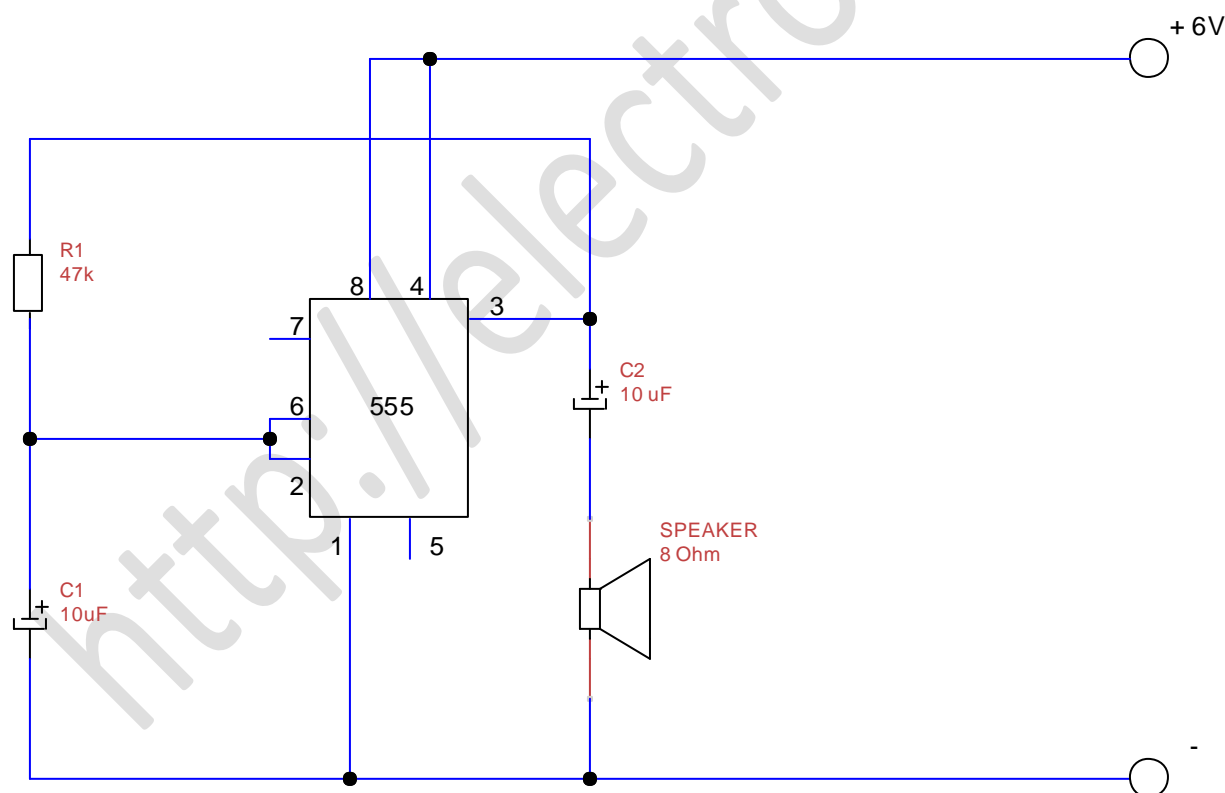 + 6V
R1
47k
8
4
3
7
C2
10 uF
6
555
2
SPEAKER
8 Ohm
1
5
C1
+
10uF
+
-
http://electro